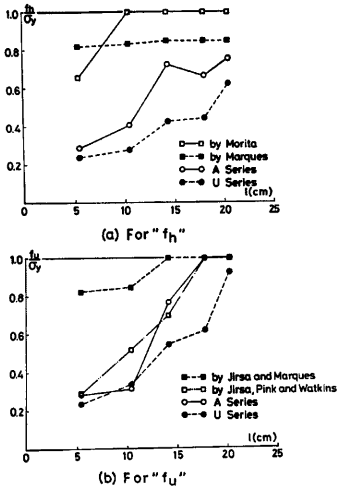 fh/σy
1.0
0.8
0.6
0.4
0.2
0
5
10
15
20
25
l(cm)
by Morita
by Marques
A Series
U Series
(a) For "fh"
fu/σy
1.0
0.8
0.6
0.4
0.2
0
5
10
15
20
25
l(cm)
by Jirsa and Marques
by Jirsa, Pink and Watkins
A Series
U Series
(b) For "fu"